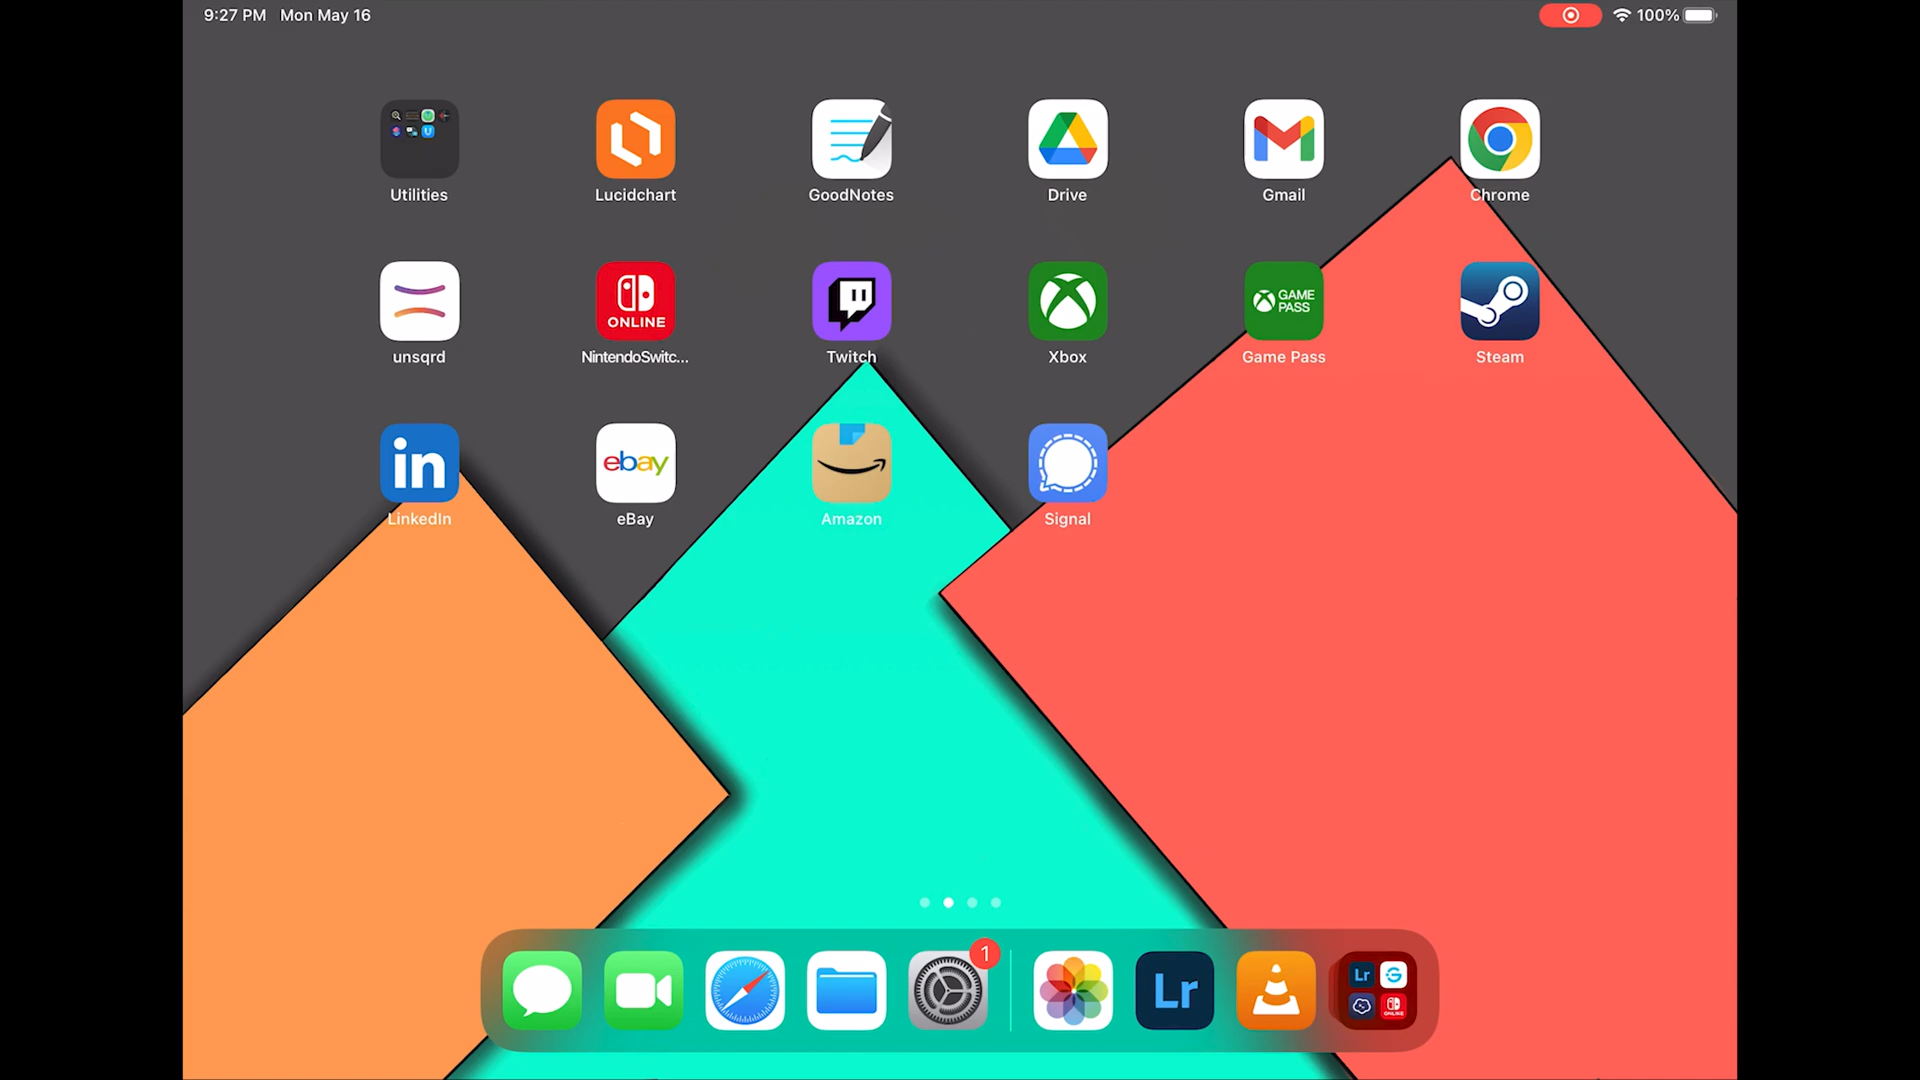 9:27 PM Mon May 16
100%
Utilities
Lucidchart
GoodNotes
Drive
Gmail
Chrome
ONLINE
GAME
PASS
unsqrd
NintendoSwitc...
Twitch
Xbox
Game Pass
Steam
in
ebay
LinkedIn
eBay
Amazon
Signal
1
Lr
Lr
ONLINE